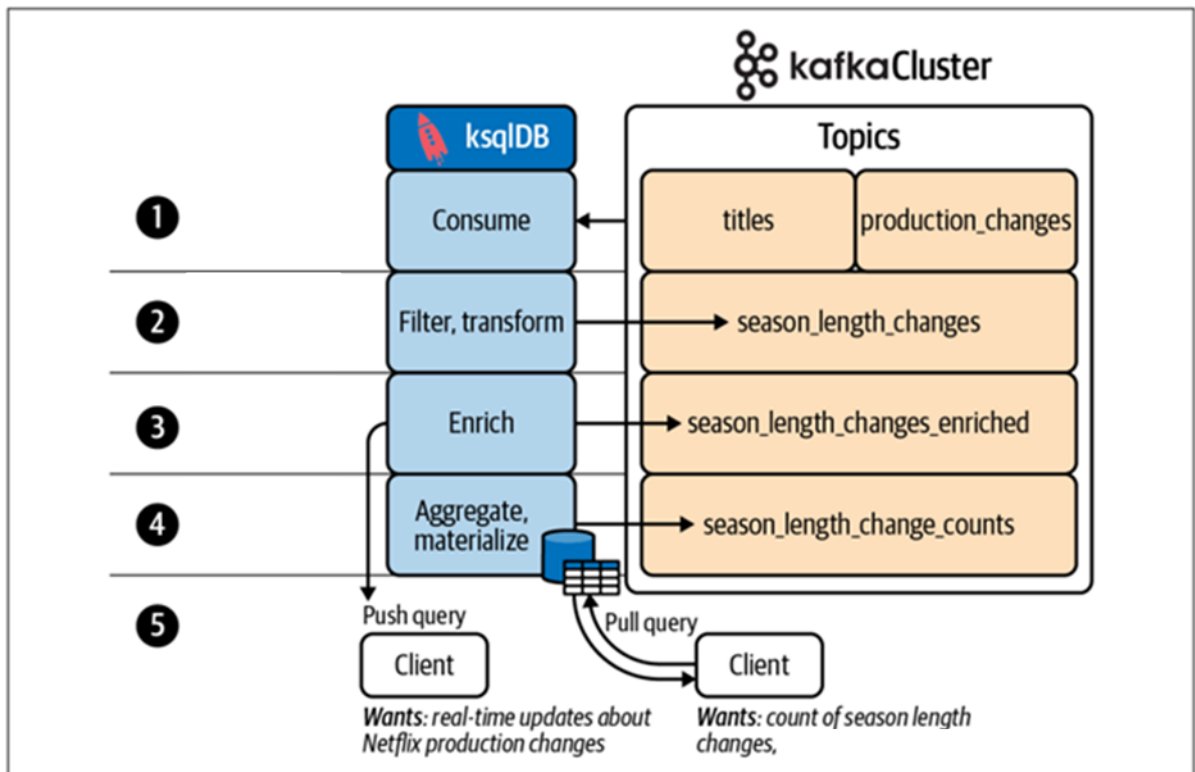 kafkaCluster
ksqlDB
Topics
1
Consume
titles
production_changes
2
Filter, transform
season_length_changes
3
Enrich
season_length_changes_enriched
4
Aggregate,
materialize
season_length_change_counts
5
Push query
Pull query
Client
Client
Wants: real-time updates about
Netflix production changes
Wants: count of season length
changes,